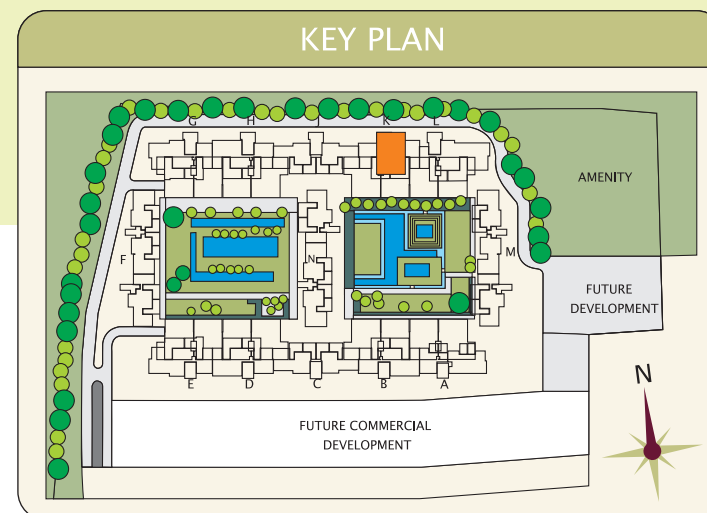 KEY PLAN
G H J K L
AMENITY
F N M
FUTURE
DEVELOPMENT
E D C B A
FUTURE COMMERCIAL
DEVELOPMENT
N